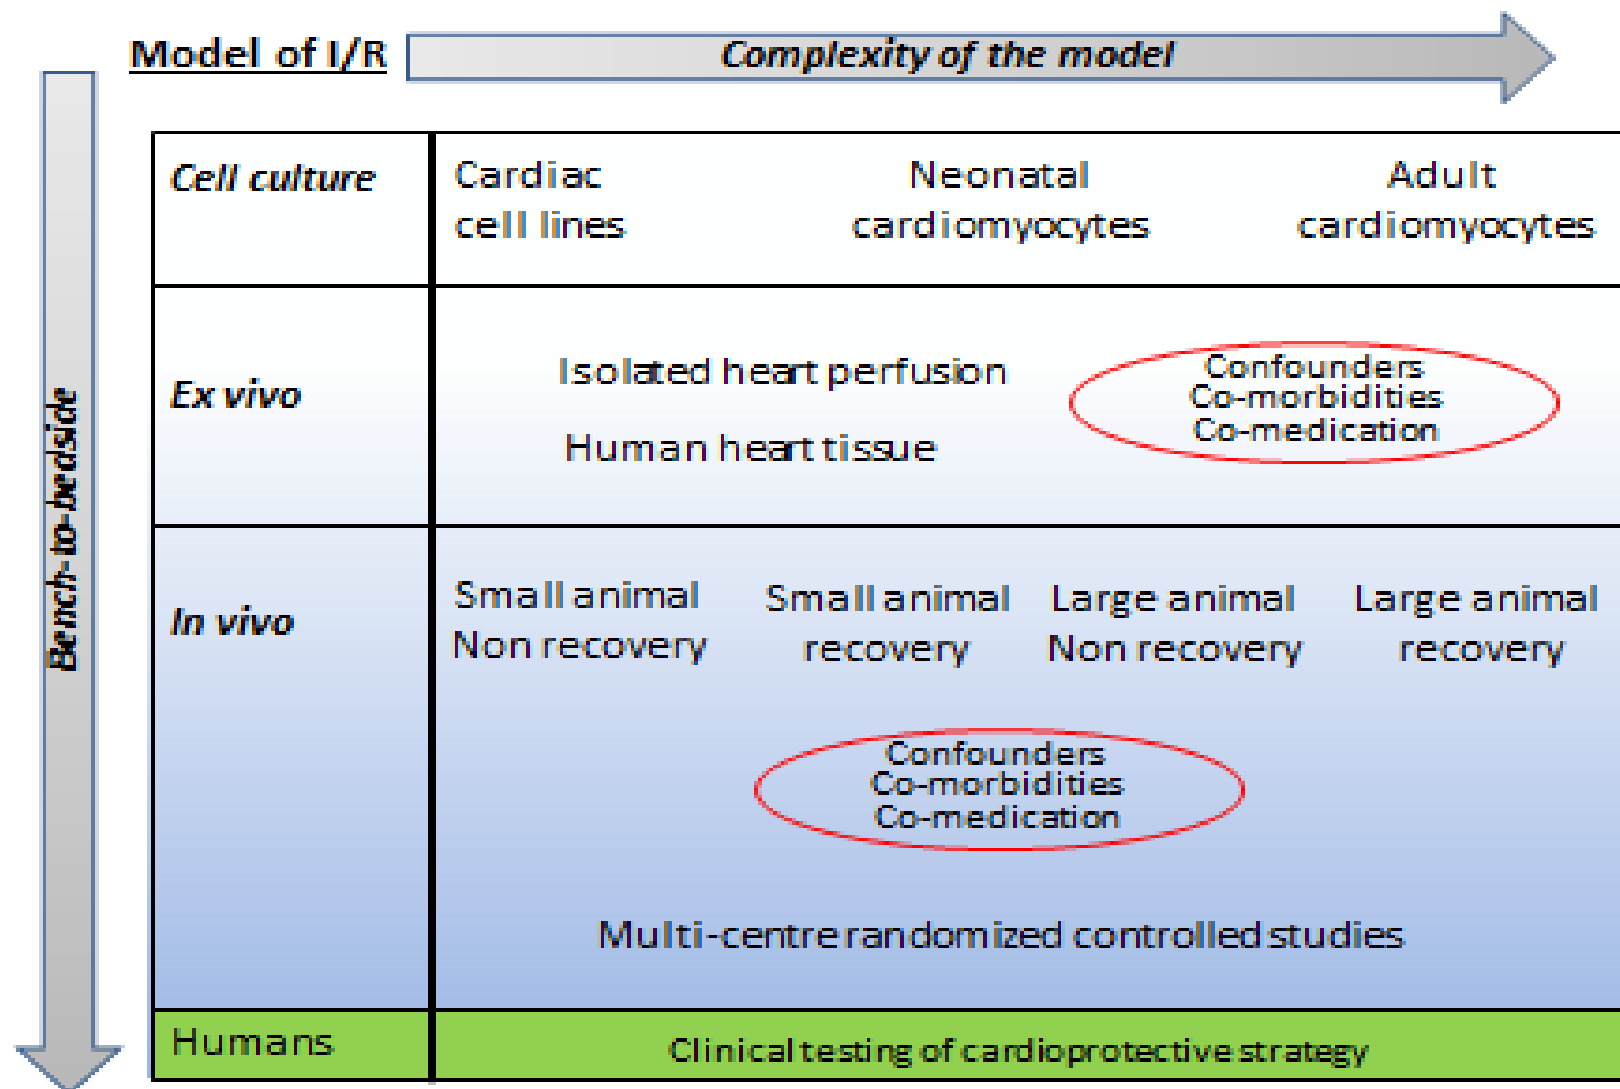 Model of I/R
Complexity of the model
Bench-to-bedside
Cell culture
Cardiac
cell lines
Neonatal
cardiomyocytes
Adult
cardiomyocytes
Ex vivo
Isolated heart perfusion
Human heart tissue
Confounders
Co-morbidities
Co-medication
In vivo
Small animal
Non recovery
Small animal
recovery
Large animal
Non recovery
Large animal
recovery
Confounders
Co-morbidities
Co-medication
Multi-centre randomized controlled studies
Humans
Clinical testing of cardioprotective strategy